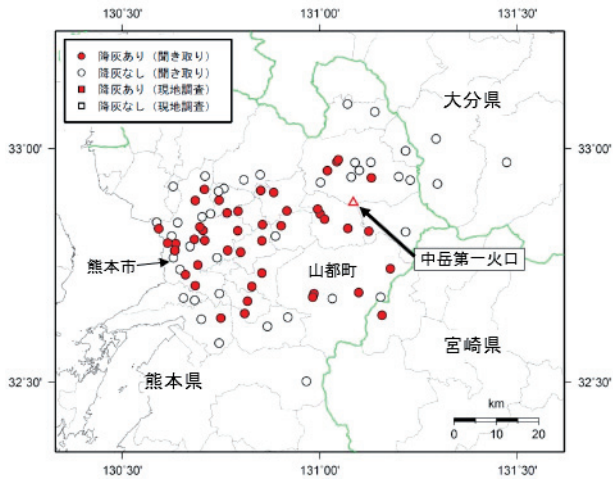 130°30' 131°00' 131°30'
降灰あり（聞き取り）
降灰なし（聞き取り）
降灰あり（現地調査）
降灰なし（現地調査）
大分県
33°00' 33°00'
中岳第一火口
熊本市
山都町
宮崎県
熊本県
32°30' 32°30'
km
0 10 20
130°30' 131°00' 131°30'